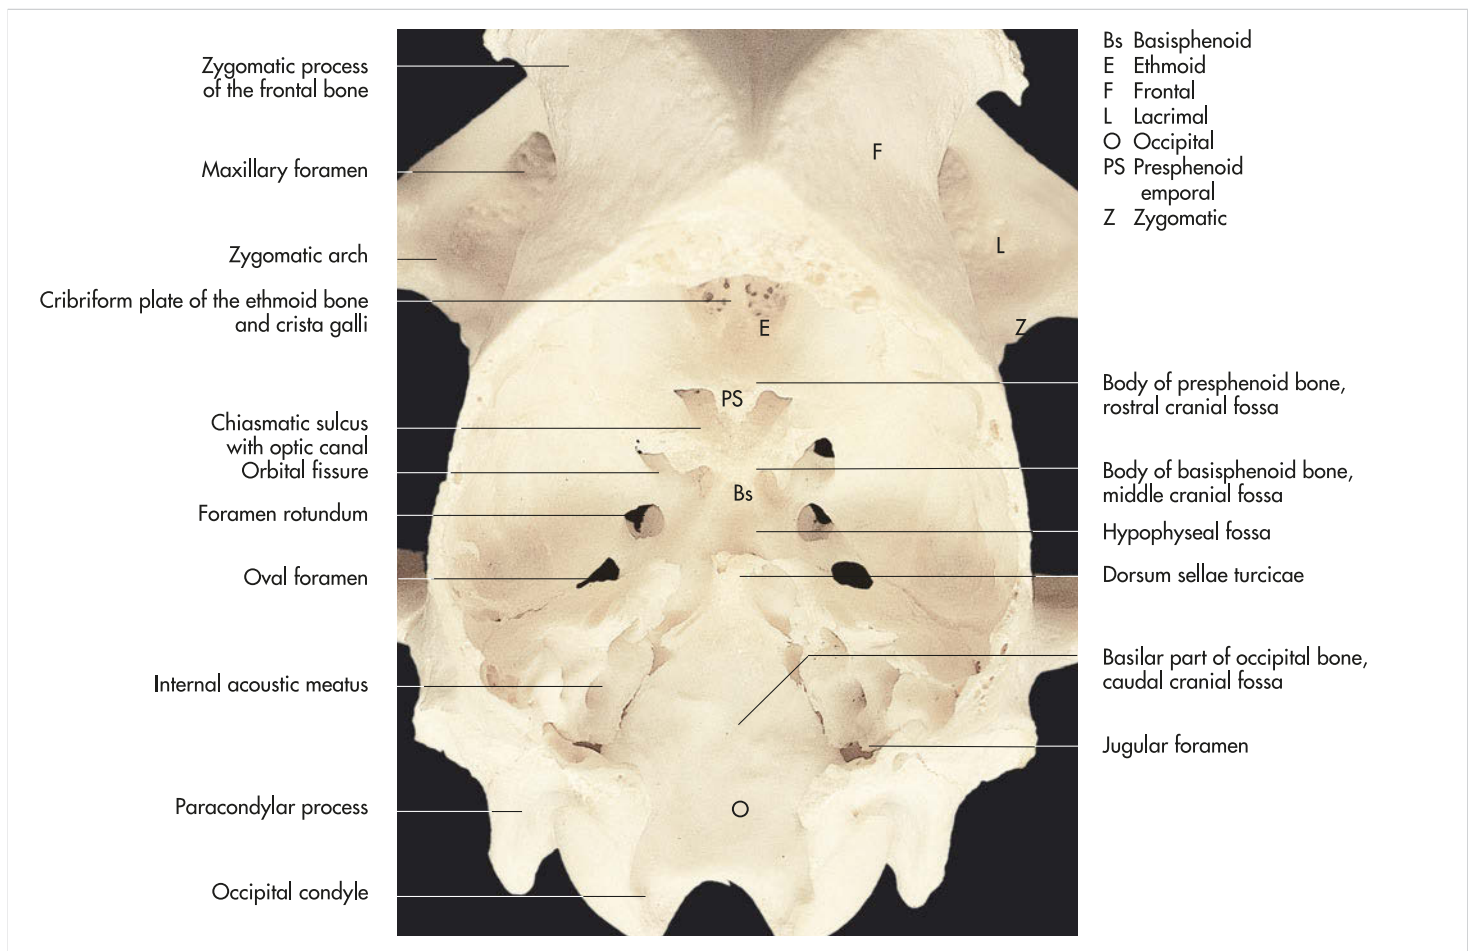 Zygomatic process
of the frontal bone
Maxillary foramen
Zygomatic arch
Cribriform plate of the ethmoid bone
and crista galli
Chiasmatic sulcus
with optic canal
Orbital fissure
Foramen rotundum
Oval foramen
Internal acoustic meatus
Paracondylar process
Occipital condyle
F
L
Z
E
PS
Bs
O
Bs Basisphenoid
E Ethmoid
F Frontal
L Lacrimal
O Occipital
PS Presphenoid
emporal
Z Zygomatic
Body of presphenoid bone,
rostral cranial fossa
Body of basisphenoid bone,
middle cranial fossa
Hypophyseal fossa
Dorsum sellae turcicae
Basilar part of occipital bone,
caudal cranial fossa
Jugular foramen